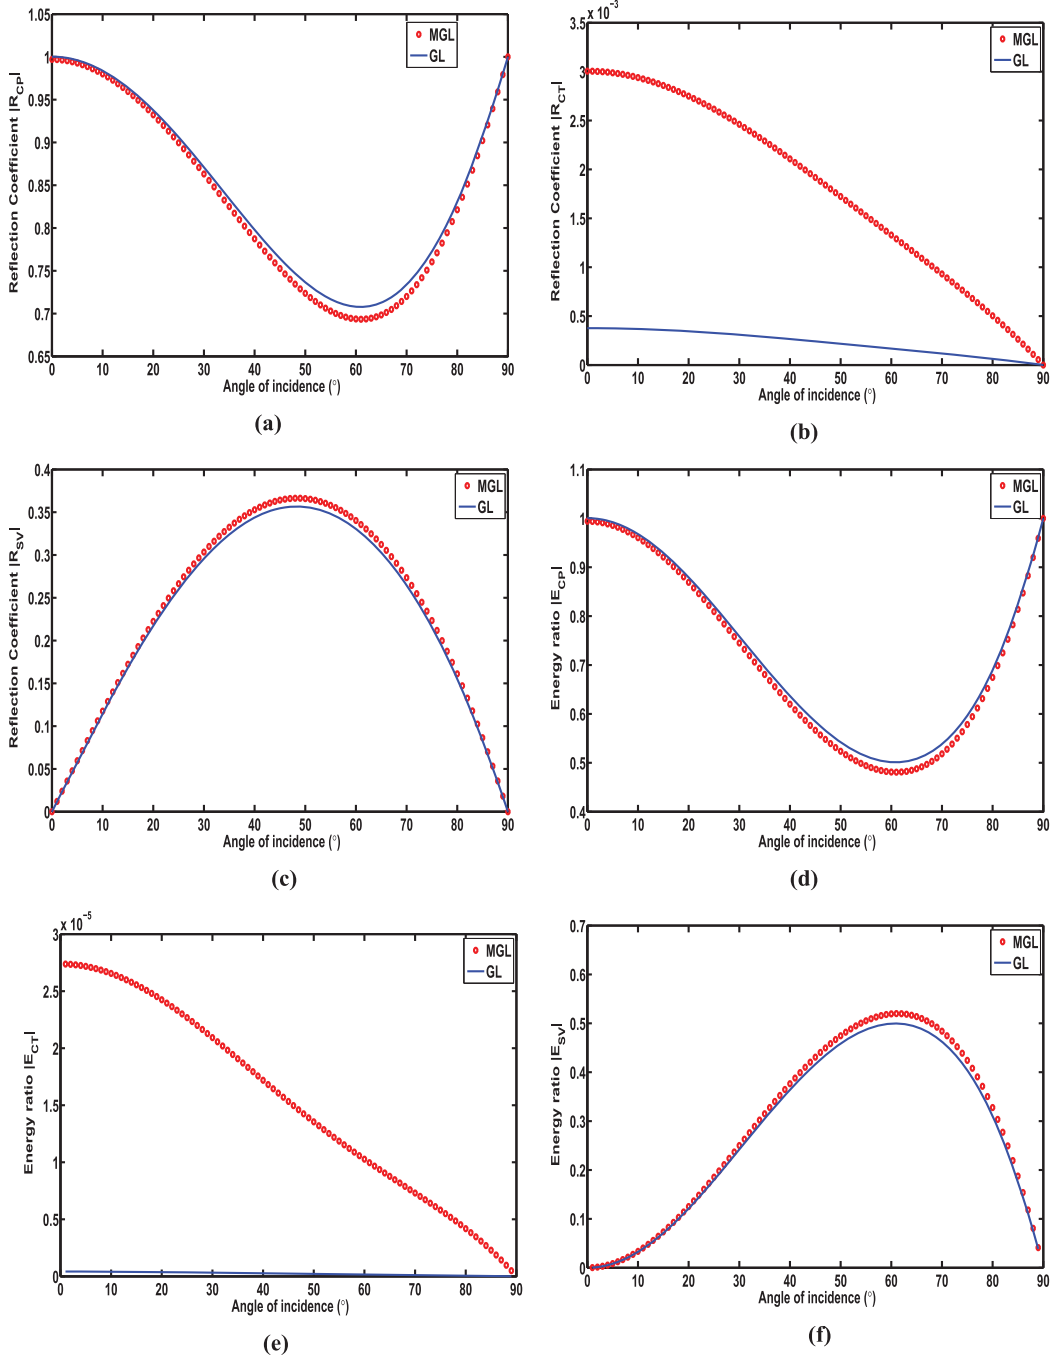 1.05
1
0.95
0.9
0.85
0.8
0.75
0.7
0.65
Reflection Coefficient |R_CP|
MGL
GL
0 10 20 30 40 50 60 70 80 90
Angle of incidence (°)
(a)
x 10^−3
3.5
3
2.5
2
1.5
1
0.5
0
Reflection Coefficient |R_CT|
MGL
GL
0 10 20 30 40 50 60 70 80 90
Angle of incidence (°)
(b)
0.4
0.35
0.3
0.25
0.2
0.15
0.1
0.05
0
Reflection Coefficient |R_SV|
MGL
GL
0 10 20 30 40 50 60 70 80 90
Angle of incidence (°)
(c)
1.1
1
0.9
0.8
0.7
0.6
0.5
0.4
Energy ratio |E_CP|
MGL
GL
0 10 20 30 40 50 60 70 80 90
Angle of incidence (°)
(d)
x 10^−5
3
2.5
2
1.5
1
0.5
0
Energy ratio |E_CT|
MGL
GL
0 10 20 30 40 50 60 70 80 90
Angle of incidence (°)
(e)
0.7
0.6
0.5
0.4
0.3
0.2
0.1
0
Energy ratio |E_SV|
MGL
GL
0 10 20 30 40 50 60 70 80 90
Angle of incidence (°)
(f)